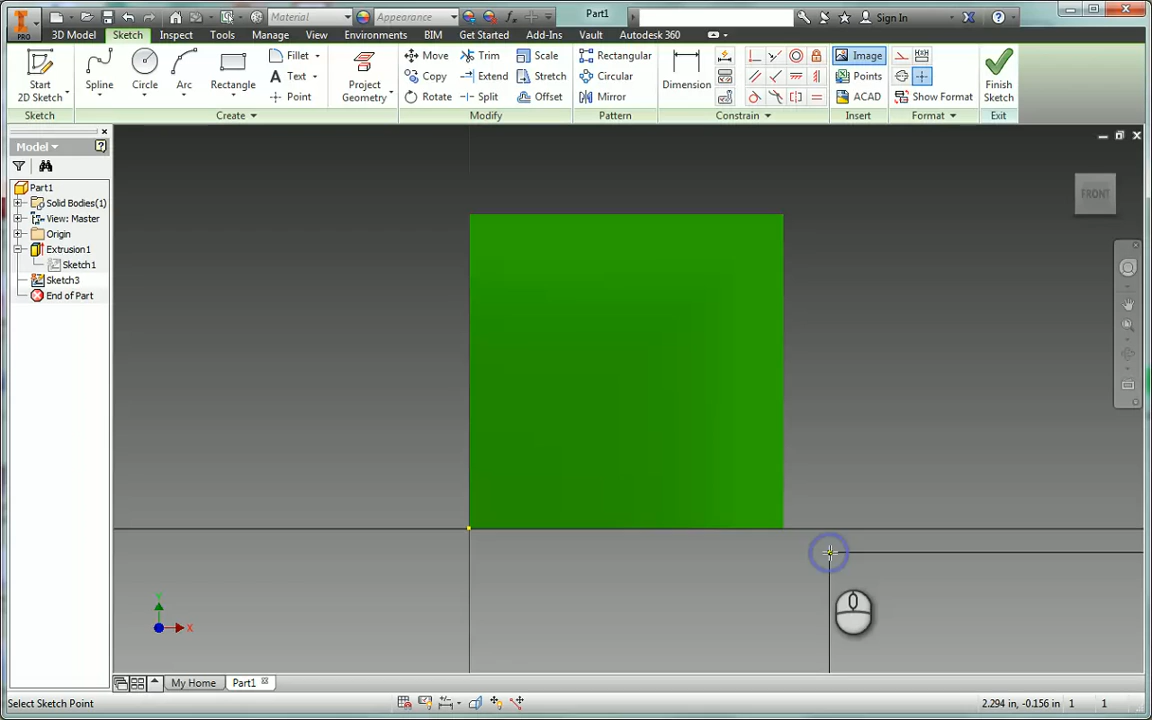 Material
Appearance
Part1
Sign In
PRO
3D Model Sketch Inspect Tools Manage View Environments BIM Get Started Add-Ins Vault Autodesk 360
Start
2D Sketch
Spline
Circle
Arc
Rectangle
Fillet
Text
Point
Project
Geometry
Move
Copy
Rotate
Trim
Extend
Split
Scale
Stretch
Offset
Rectangular
Circular
Mirror
Dimension
Image
Points
ACAD
Show Format
Finish
Sketch
Sketch Create Modify Pattern Constrain Insert Format Exit
Model
Part1
Solid Bodies(1)
View: Master
Origin
Extrusion1
Sketch1
Sketch3
End of Part
FRONT
Y
X
My Home Part1
Select Sketch Point
2.294 in, -0.156 in 1 1